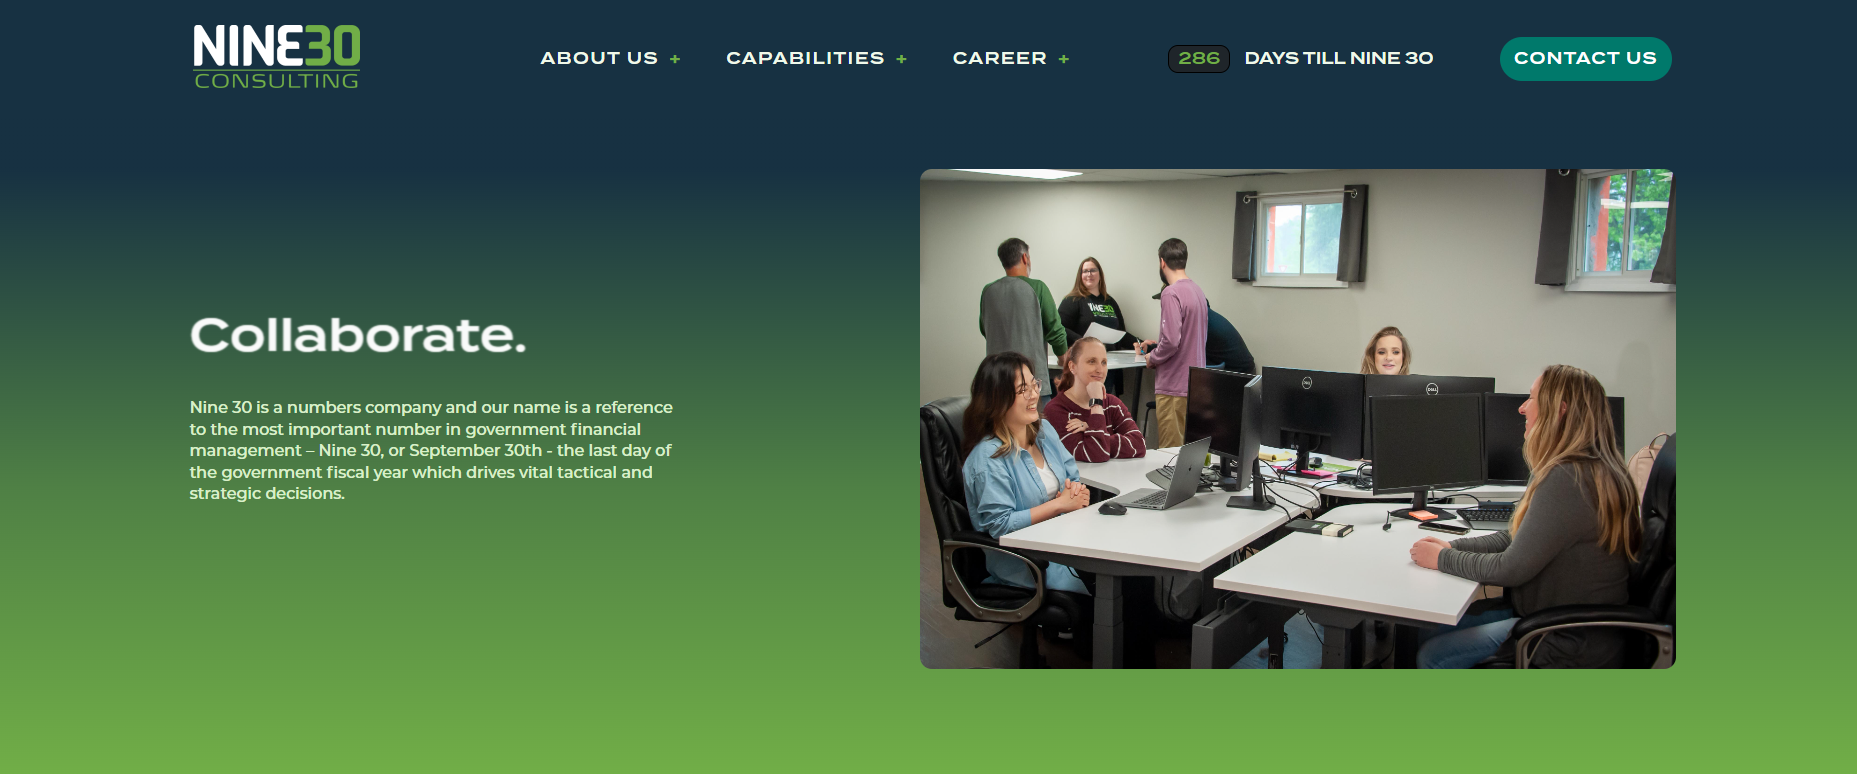 NINE30
CONSULTING
ABOUT US +
CAPABILITIES +
CAREER +
286 DAYS TILL NINE 30
CONTACT US
Collaborate.
Nine 30 is a numbers company and our name is a reference
to the most important number in government financial
management – Nine 30, or September 30th - the last day of
the government fiscal year which drives vital tactical and
strategic decisions.